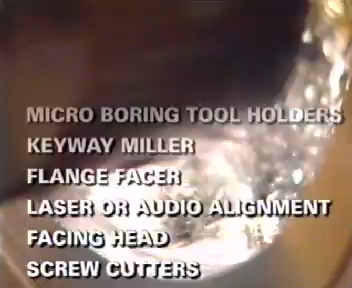 MICRO BORING TOOL HOLDERS
KEYWAY MILLER
FLANGE FACER
LASER OR AUDIO ALIGNMENT
FACING HEAD
SCREW CUTTERS